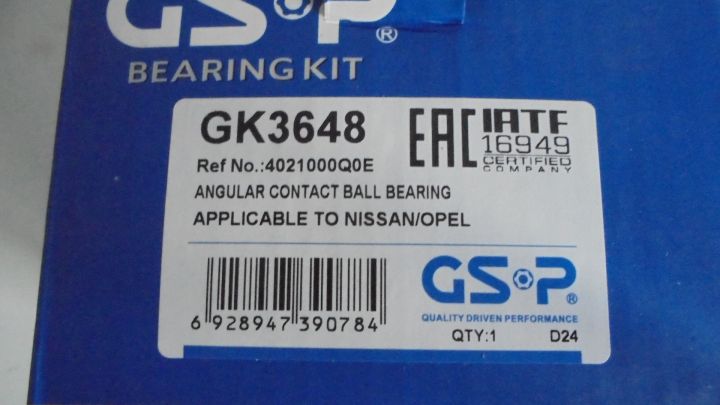 GSP®
BEARING KIT
GK3648
EAC
IATF
16949
CERTIFIED
COMPANY
Ref No.:4021000Q0E
ANGULAR CONTACT BALL BEARING
APPLICABLE TO NISSAN/OPEL
6 928947 390784
GSP®
QUALITY DRIVEN PERFORMANCE
QTY:1 D24